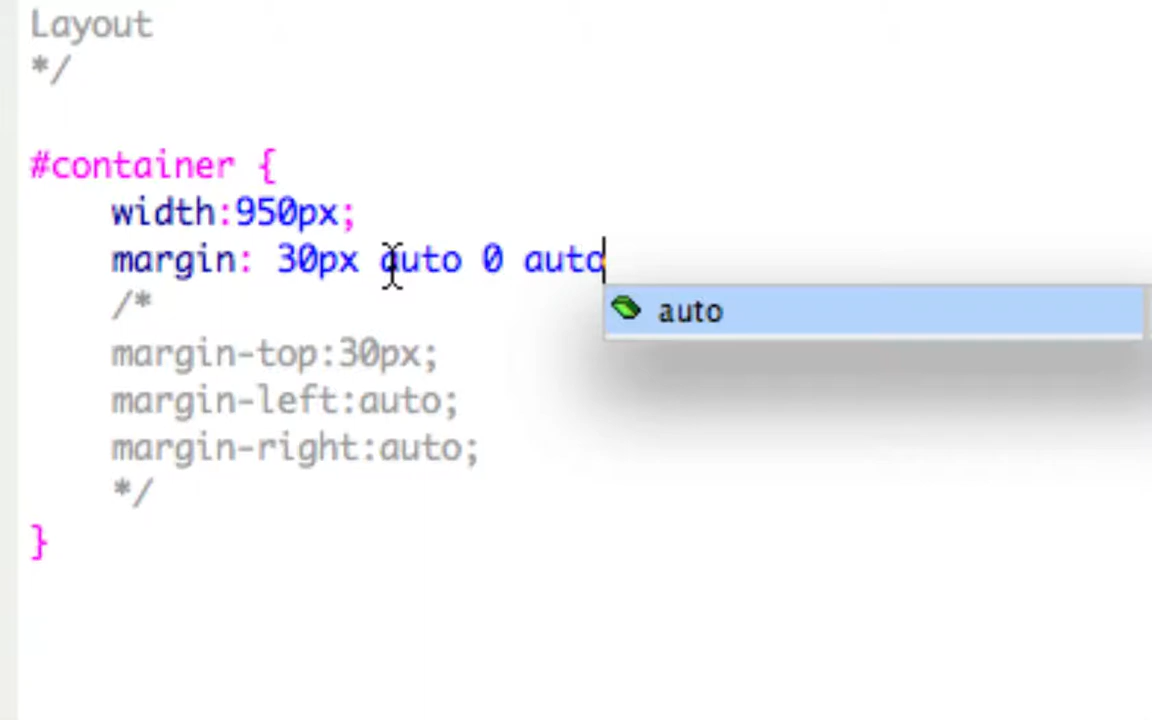 Layout
*/
#container {
width:950px;
margin: 30px auto 0 auto
auto
/*
margin-top:30px;
margin-left:auto;
margin-right:auto;
*/
}